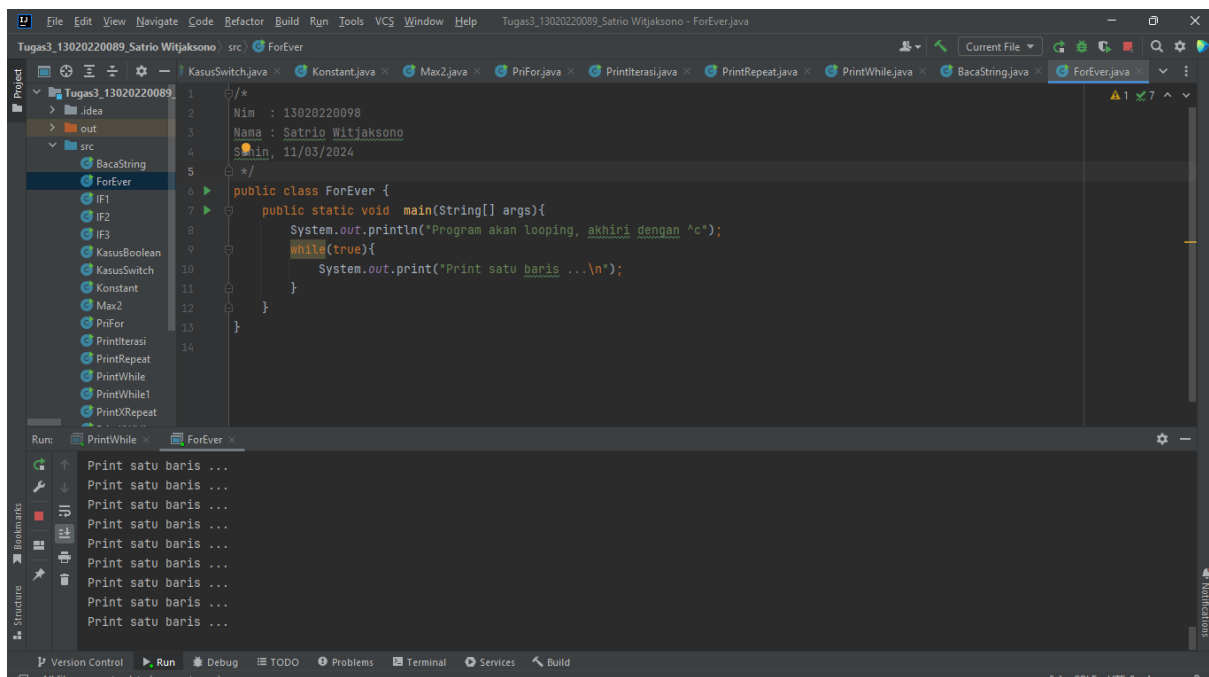 File Edit View Navigate Code Refactor Build Run Tools VCS Window Help Tugas3_13020220089_Satrio Witjaksono - ForEver.java
Tugas3_13020220089_Satrio Witjaksono src ForEver Current File
Project
KasusSwitch.java Konstant.java Max2.java PriFor.java PrintIterasi.java PrintRepeat.java PrintWhile.java BacaString.java ForEver.java
Tugas3_13020220089_
.idea
out
src
BacaString
ForEver
IF1
IF2
IF3
KasusBoolean
KasusSwitch
Konstant
Max2
PriFor
PrintIterasi
PrintRepeat
PrintWhile
PrintWhile1
PrintXRepeat
1 /*
2 Nim : 13020220098
3 Nama : Satrio Witjaksono
4 Senin, 11/03/2024
5 */
6 public class ForEver {
7 public static void main(String[] args){
8 System.out.println("Program akan looping, akhiri dengan ^c");
9 while(true){
10 System.out.print("Print satu baris ...\n");
11 }
12 }
13 }
14
1 7
Run: PrintWhile ForEver
Print satu baris ...
Print satu baris ...
Print satu baris ...
Print satu baris ...
Print satu baris ...
Print satu baris ...
Print satu baris ...
Print satu baris ...
Print satu baris ...
Bookmarks
Structure
Notifications
Version Control Run Debug TODO Problems Terminal Services Build